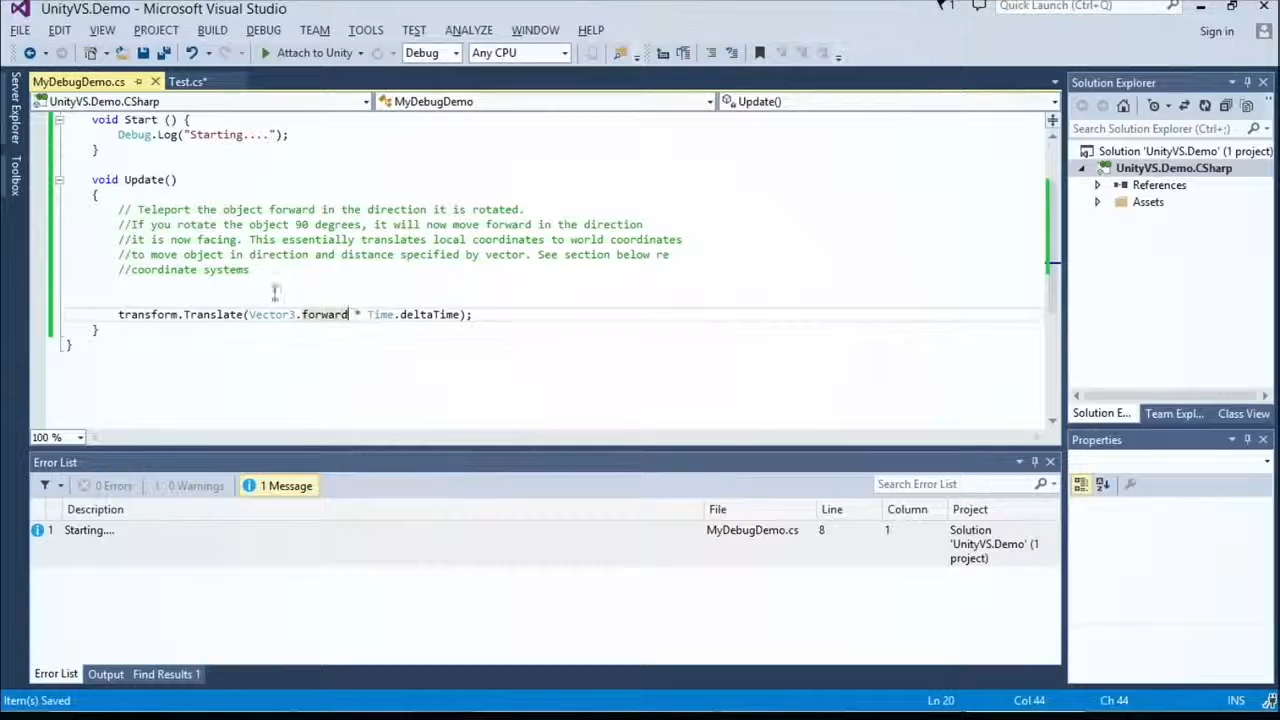 UnityVS.Demo - Microsoft Visual Studio
1
Quick Launch (Ctrl+Q)
FILE EDIT VIEW PROJECT BUILD DEBUG TEAM TOOLS TEST ANALYZE WINDOW HELP
Sign in
Attach to Unity
Debug
Any CPU
Server Explorer
Toolbox
MyDebugDemo.cs
Test.cs*
UnityVS.Demo.CSharp
MyDebugDemo
Update()
void Start () {
Debug.Log("Starting....");
}
void Update()
{
// Teleport the object forward in the direction it is rotated.
//If you rotate the object 90 degrees, it will now move forward in the direction
//it is now facing. This essentially translates local coordinates to world coordinates
//to move object in direction and distance specified by vector. See section below re
//coordinate systems
transform.Translate(Vector3.forward * Time.deltaTime);
}
}
100 %
Solution Explorer
Search Solution Explorer (Ctrl+;)
Solution 'UnityVS.Demo' (1 project)
UnityVS.Demo.CSharp
References
Assets
Solution E... Team Expl... Class View
Properties
Error List
0 Errors
0 Warnings
1 Message
Search Error List
Description File Line Column Project
1 Starting.... MyDebugDemo.cs 8 1 Solution
'UnityVS.Demo' (1
project)
Error List Output Find Results 1
Item(s) Saved
Ln 20 Col 44 Ch 44 INS